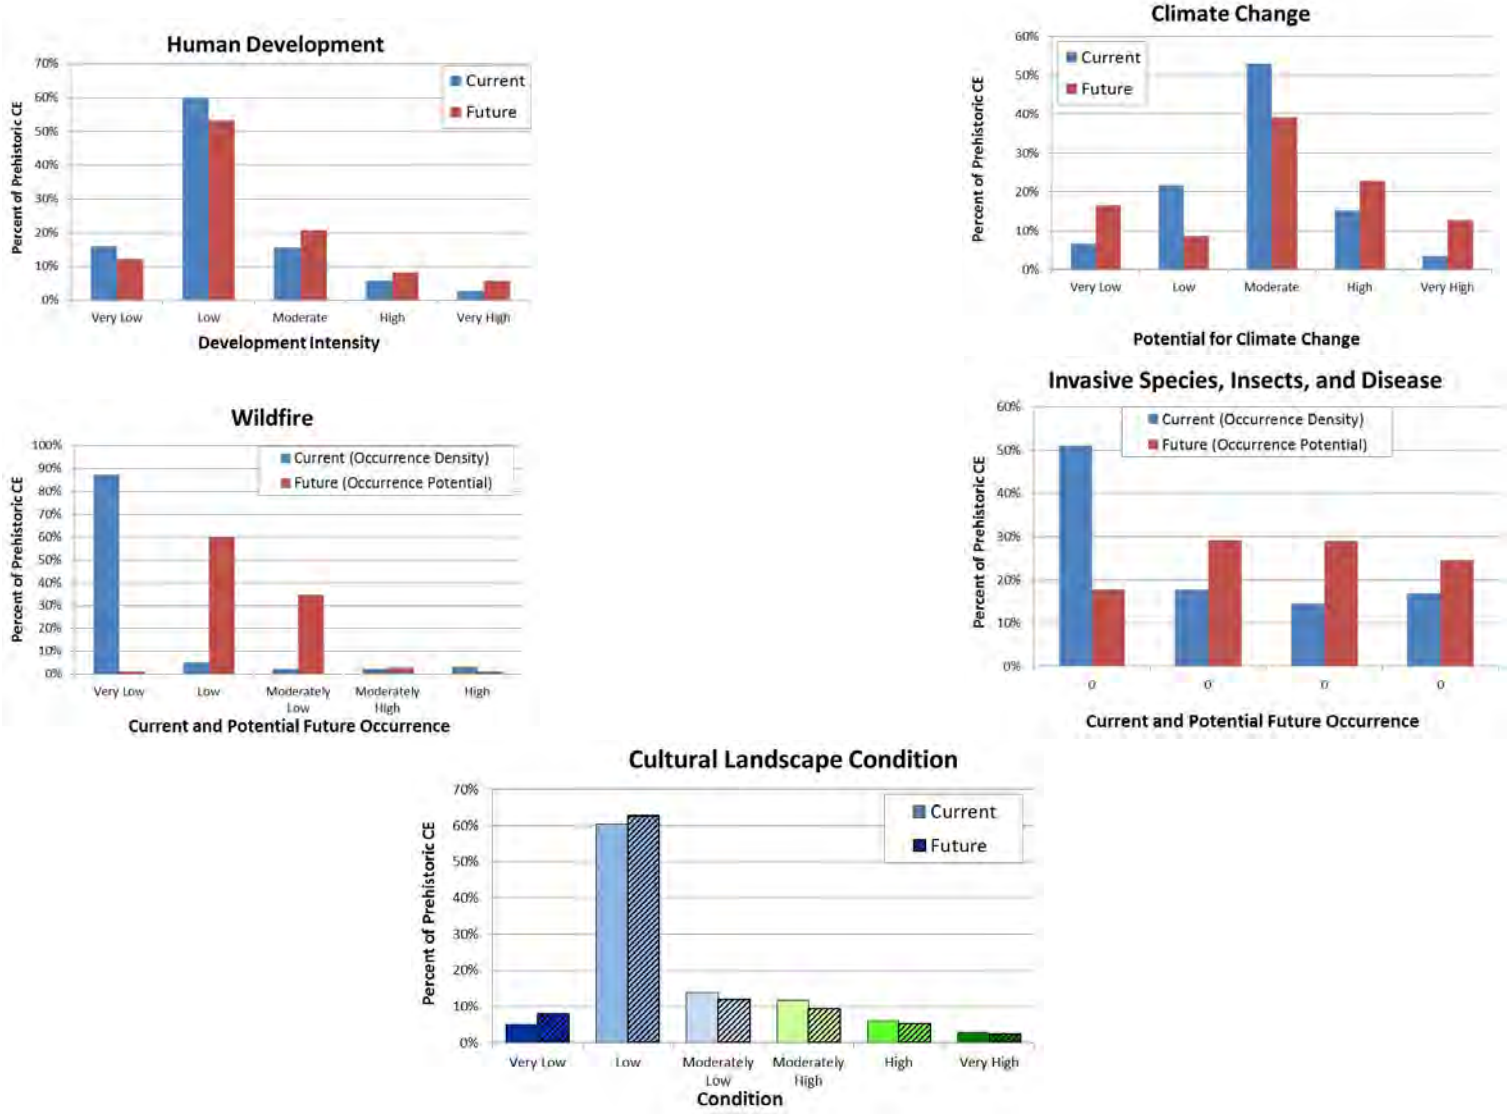 Human Development
Percent of Prehistoric CE
70%
60%
50%
40%
30%
20%
10%
0%
Current
Future
Very Low Low Moderate High Very High
Development Intensity
Climate Change
Percent of Prehistoric CE
60%
50%
40%
30%
20%
10%
0%
Current
Future
Very Low Low Moderate High Very High
Potential for Climate Change
Wildfire
Percent of Prehistoric CE
100%
90%
80%
70%
60%
50%
40%
30%
20%
10%
0%
Current (Occurrence Density)
Future (Occurrence Potential)
Very Low Low Moderately Moderately High
Low High
Current and Potential Future Occurrence
Invasive Species, Insects, and Disease
Percent of Prehistoric CE
60%
50%
40%
30%
20%
10%
0%
Current (Occurrence Density)
Future (Occurrence Potential)
0 0 0 0
Current and Potential Future Occurrence
Cultural Landscape Condition
Percent of Prehistoric CE
70%
60%
50%
40%
30%
20%
10%
0%
Current
Future
Very Low Low Moderately Moderately High Very High
Low High
Condition